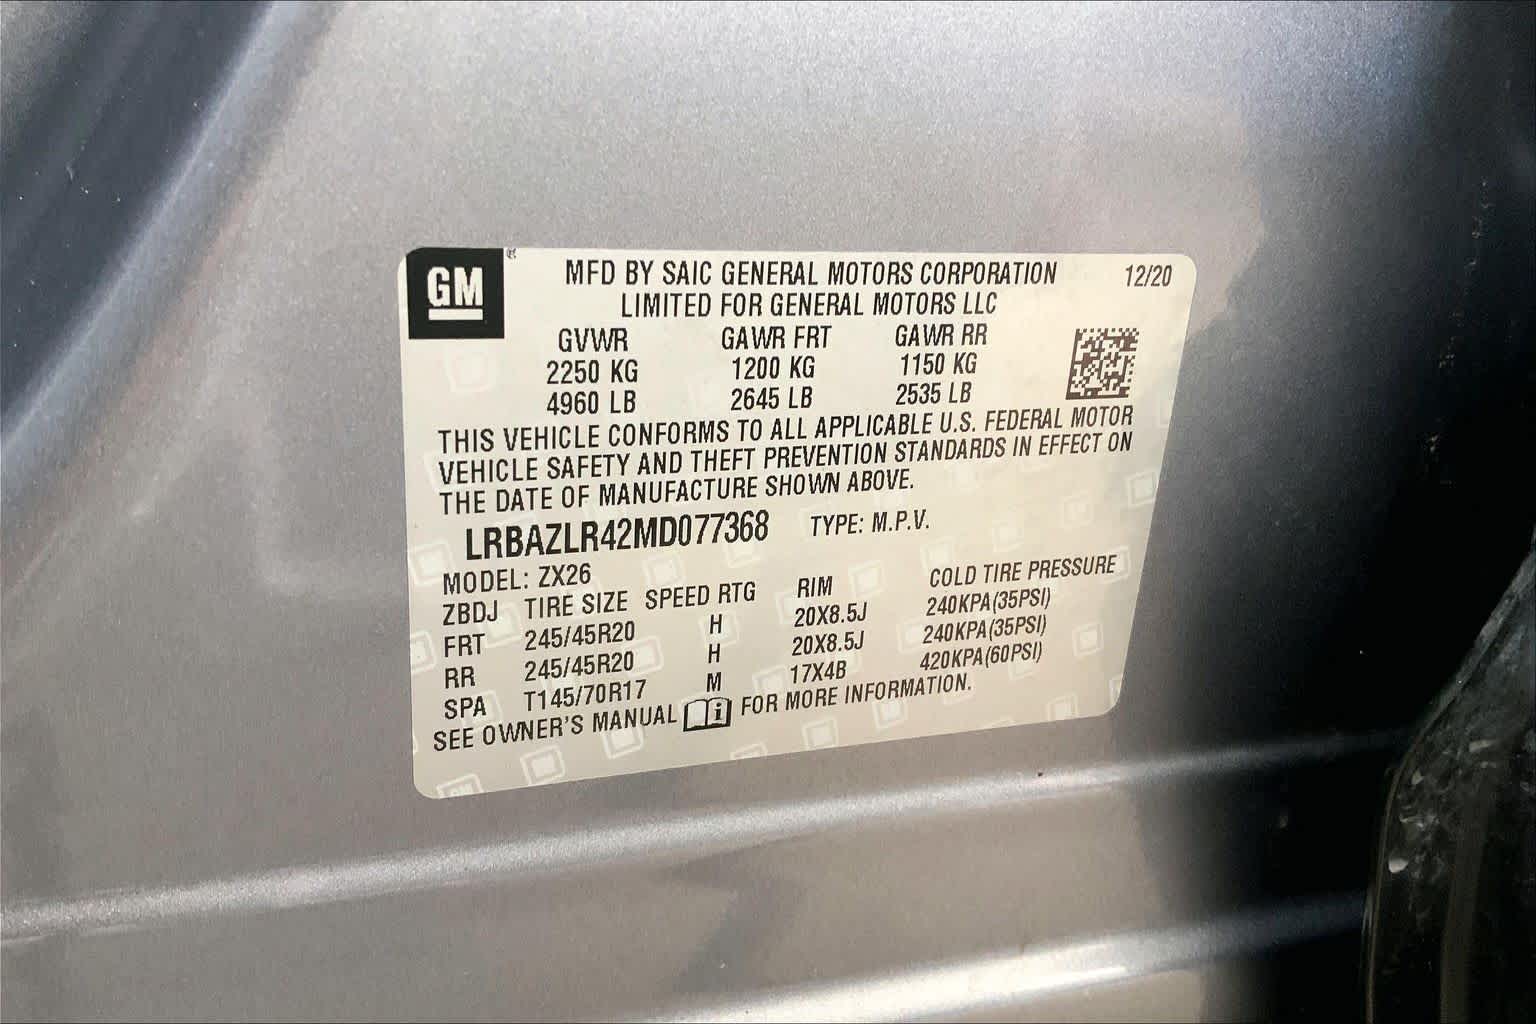 GM
MFD BY SAIC GENERAL MOTORS CORPORATION 12/20
LIMITED FOR GENERAL MOTORS LLC
GVWR GAWR FRT GAWR RR
2250 KG 1200 KG 1150 KG
4960 LB 2645 LB 2535 LB
THIS VEHICLE CONFORMS TO ALL APPLICABLE U.S. FEDERAL MOTOR
VEHICLE SAFETY AND THEFT PREVENTION STANDARDS IN EFFECT ON
THE DATE OF MANUFACTURE SHOWN ABOVE.
LRBAZLR42MD077368 TYPE: M.P.V.
MODEL: ZX26
ZBDJ TIRE SIZE SPEED RTG RIM COLD TIRE PRESSURE
FRT 245/45R20 H 20X8.5J 240KPA(35PSI)
RR 245/45R20 H 20X8.5J 240KPA(35PSI)
SPA T145/70R17 M 17X4B 420KPA(60PSI)
SEE OWNER'S MANUAL i FOR MORE INFORMATION.